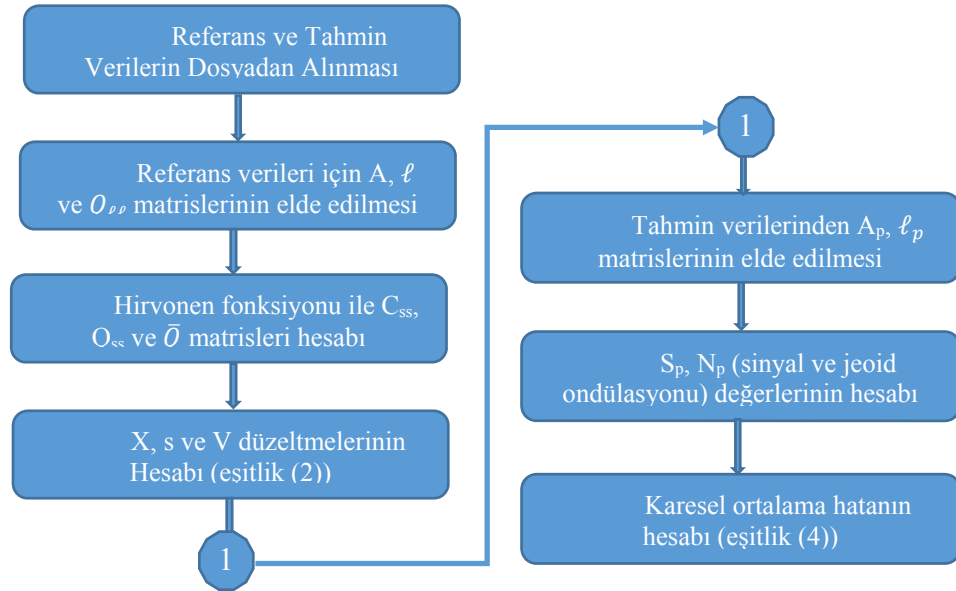 Referans ve Tahmin
Verilerin Dosyadan Alınması
Referans verileri için A, ℓ
ve Qℓℓ matrislerinin elde edilmesi
Hirvonen fonksiyonu ile Css,
Qss ve Q̄ matrisleri hesabı
X, s ve V düzeltmelerinin
Hesabı (eşitlik (2))
1
1
Tahmin verilerinden Ap, ℓp
matrislerinin elde edilmesi
Sp, Np (sinyal ve jeoid
ondülasyonu) değerlerinin hesabı
Karesel ortalama hatanın
hesabı (eşitlik (4))